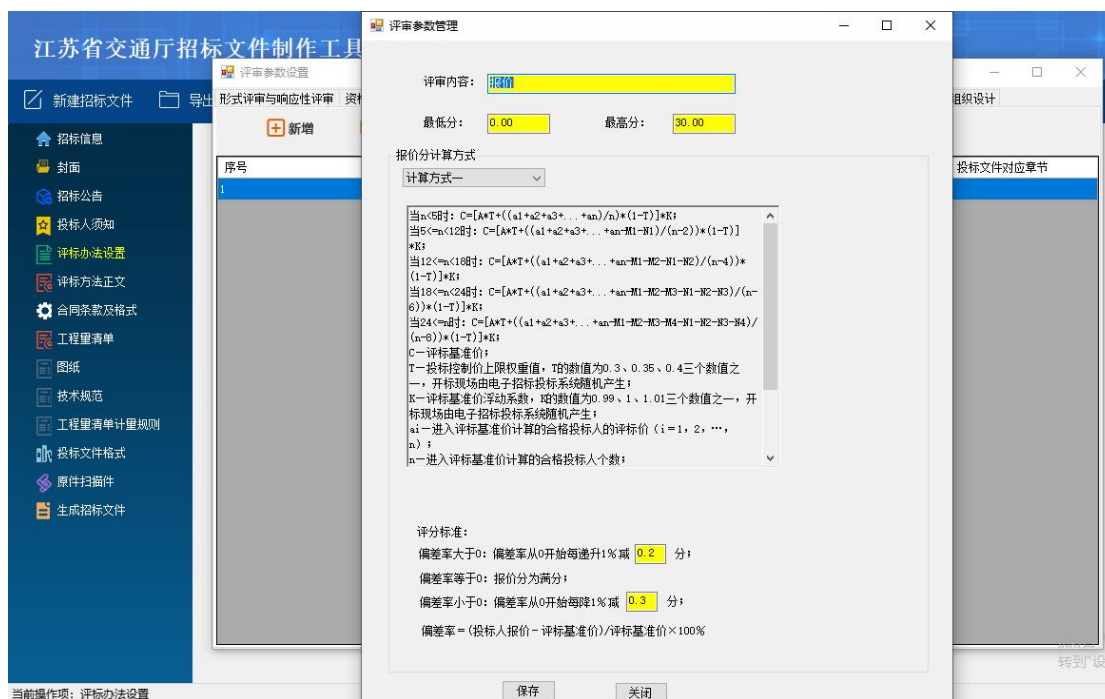 江苏省交通厅招标文件制作工具
新建招标文件
导出
招标信息
封面
招标公告
投标人须知
评标办法设置
评标方法正文
合同条款及格式
工程量清单
图纸
技术规范
工程量清单计量规则
投标文件格式
原件扫描件
生成招标文件
当前操作项：评标办法设置
评审参数设置
形式评审与响应性评审
组织设计
新增
序号
投标文件对应章节
1
评审参数管理
评审内容：
报价
最低分：
0.00
最高分：
30.00
报价分计算方式
计算方式一
当n<5时：C=[A*T+((a1+a2+a3+...+an)/n)*(1-T)]*K；
当5<=n<12时：C=[A*T+((a1+a2+a3+...+an-M1-N1)/(n-2))*(1-T)]
*K；
当12<=n<18时：C=[A*T+((a1+a2+a3+...+an-M1-M2-N1-N2)/(n-4))*
(1-T)]*K；
当18<=n<24时：C=[A*T+((a1+a2+a3+...+an-M1-M2-M3-N1-N2-N3)/(n-
6))*(1-T)]*K；
当24<=n时：C=[A*T+((a1+a2+a3+...+an-M1-M2-M3-M4-N1-N2-N3-N4)/
(n-8))*(1-T)]*K；
C—评标基准价；
T—投标控制价上限权重值，T的数值为0.3、0.35、0.4三个数值之
一，开标现场由电子招标投标系统随机产生；
K—评标基准价浮动系数，K的数值为0.99、1、1.01三个数值之一，开
标现场由电子招标投标系统随机产生；
ai—进入评标基准价计算的合格投标人的评标价（i=1，2，…，
n）；
n—进入评标基准价计算的合格投标人个数；
评分标准：
偏差率大于0：偏差率从0开始每递升1%减 0.2 分；
偏差率等于0：报价分为满分；
偏差率小于0：偏差率从0开始每降1%减 0.3 分；
偏差率＝(投标人报价－评标基准价)/评标基准价×100%
保存
关闭
转到"设